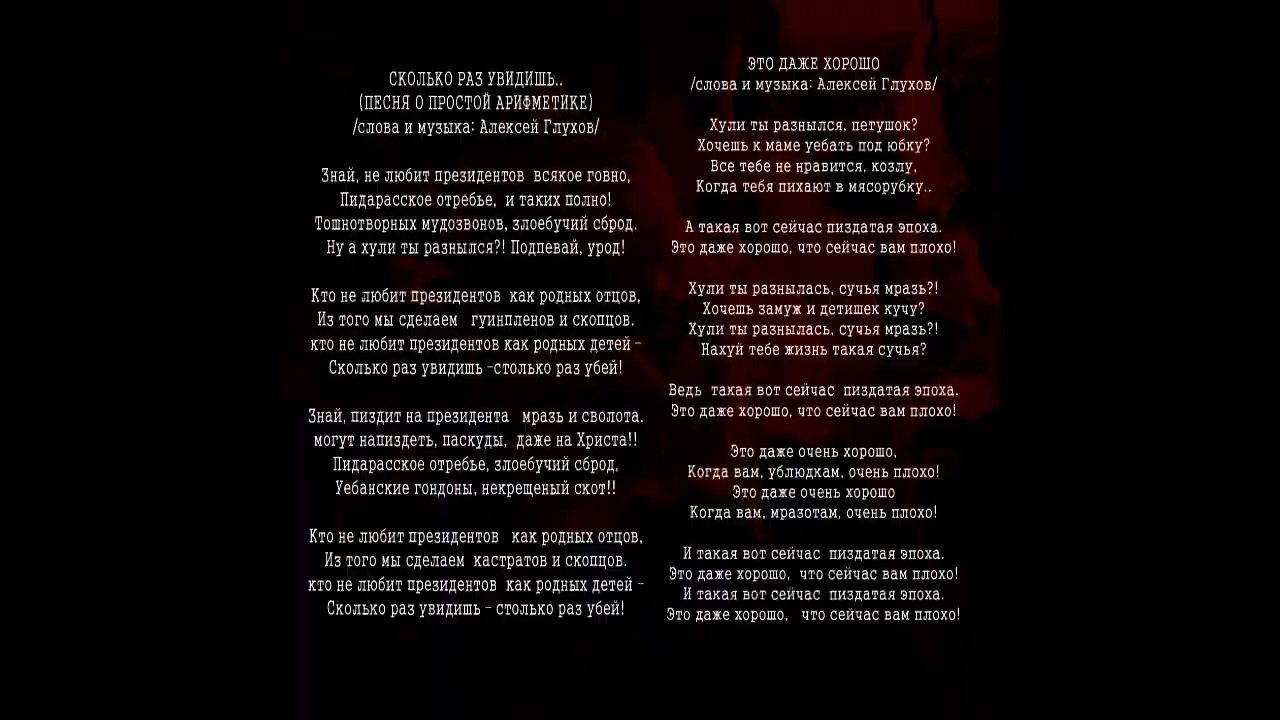 СКОЛЬКО РАЗ УВИДИШЬ..
(ПЕСНЯ О ПРОСТОЙ АРИФМЕТИКЕ)
/слова и музыка: Алексей Глухов/
Знай, не любит президентов всякое говно,
Пидарасское отребье, и таких полно!
Тошнотворных мудозвонов, злоебучий сброд.
Ну а хули ты разнылся?! Подпевай, урод!
Кто не любит президентов как родных отцов,
Из того мы сделаем гуинпленов и скопцов.
кто не любит президентов как родных детей -
Сколько раз увидишь -столько раз убей!
Знай, пиздит на президента мразь и сволота.
могут напиздеть, паскуды, даже на Христа!!
Пидарасское отребье, злоебучий сброд,
Уебанские гондоны, некрещеный скот!!
Кто не любит президентов как родных отцов,
Из того мы сделаем кастратов и скопцов.
кто не любит президентов как родных детей -
Сколько раз увидишь - столько раз убей!
ЭТО ДАЖЕ ХОРОШО
/слова и музыка: Алексей Глухов/
Хули ты разнылся, петушок?
Хочешь к маме уебать под юбку?
Все тебе не нравится, козлу,
Когда тебя пихают в мясорубку..
А такая вот сейчас пиздатая эпоха.
Это даже хорошо, что сейчас вам плохо!
Хули ты разнылась, сучья мразь?!
Хочешь замуж и детишек кучу?
Хули ты разнылась, сучья мразь?!
Нахуй тебе жизнь такая сучья?
Ведь такая вот сейчас пиздатая эпоха.
Это даже хорошо, что сейчас вам плохо!
Это даже очень хорошо,
Когда вам, ублюдкам, очень плохо!
Это даже очень хорошо
Когда вам, мразотам, очень плохо!
И такая вот сейчас пиздатая эпоха.
Это даже хорошо, что сейчас вам плохо!
И такая вот сейчас пиздатая эпоха.
Это даже хорошо, что сейчас вам плохо!